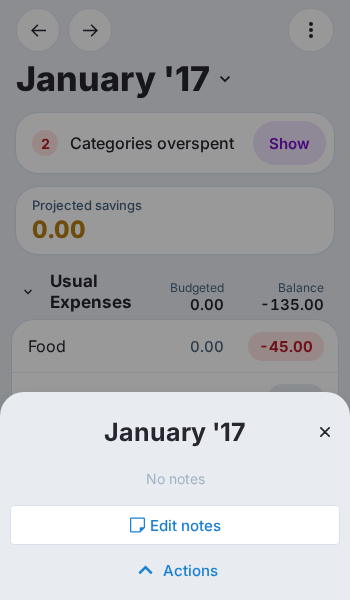 January '17
2 Categories overspent Show
Projected savings
0.00
Usual Expenses
Budgeted
0.00
Balance
-135.00
Food 0.00 -45.00
January '17
No notes
Edit notes
Actions